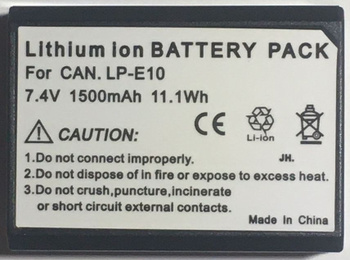 Lithium ion BATTERY PACK
For CAN. LP-E10
7.4V 1500mAh 11.1Wh
CE
Li-ion
CAUTION:
1.Do not connect improperly. JH.
2.Do not dispose of in fire or expose to excess heat.
3.Do not crush,puncture,incinerate
or short circuit external contacts.
Made in China